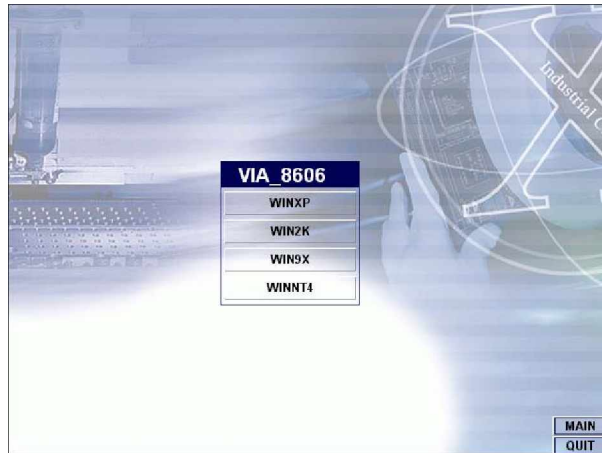 Industrial C
VIA_8606
WINXP
WIN2K
WIN9X
WINNT4
MAIN
QUIT